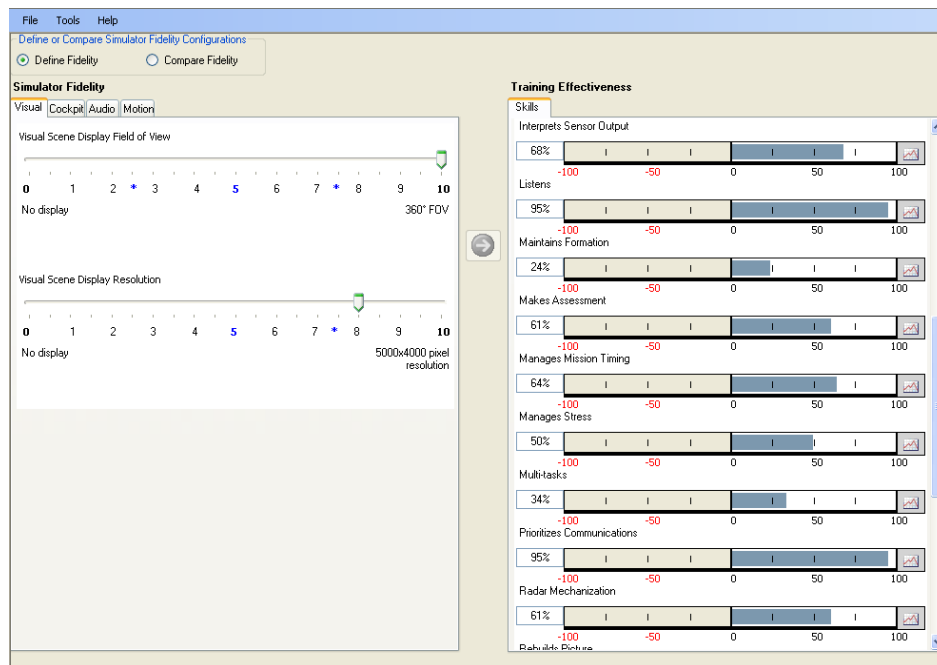 File Tools Help
Define or Compare Simulator Fidelity Configurations
Define Fidelity Compare Fidelity
Simulator Fidelity
Visual Cockpit Audio Motion
Visual Scene Display Field of View
0 1 2 * 3 4 5 6 7 * 8 9 10
No display 360° FOV
Visual Scene Display Resolution
0 1 2 3 4 5 6 7 * 8 9 10
No display 5000x4000 pixel
resolution
Training Effectiveness
Skills
Interprets Sensor Output
68%
-100 -50 0 50 100
Listens
95%
-100 -50 0 50 100
Maintains Formation
24%
-100 -50 0 50 100
Makes Assessment
61%
-100 -50 0 50 100
Manages Mission Timing
64%
-100 -50 0 50 100
Manages Stress
50%
-100 -50 0 50 100
Multi-tasks
34%
-100 -50 0 50 100
Prioritizes Communications
95%
-100 -50 0 50 100
Radar Mechanization
61%
-100 -50 0 50 100
Rebuilds Picture